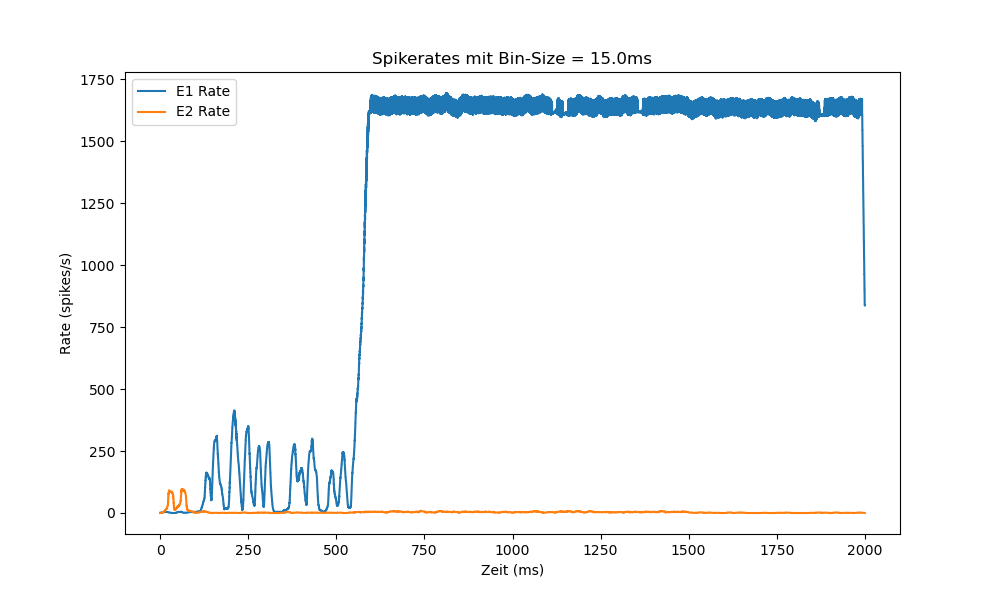 Spikerates mit Bin-Size = 15.0ms
E1 Rate
E2 Rate
1750
1500
1250
1000
750
500
250
0
Rate (spikes/s)
0 250 500 750 1000 1250 1500 1750 2000
Zeit (ms)